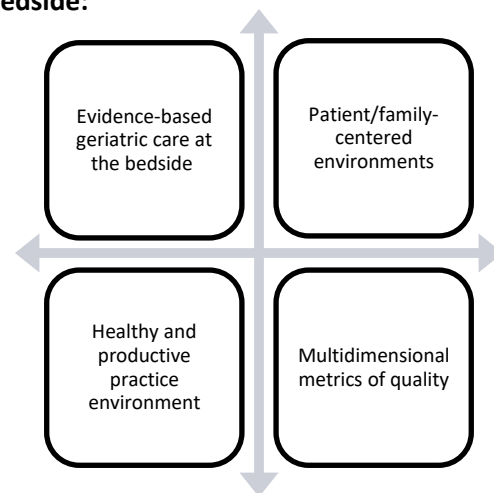 edside:
Evidence-based
geriatric care at
the bedside
Patient/family-
centered
environments
Healthy and
productive
practice
environment
Multidimensional
metrics of quality